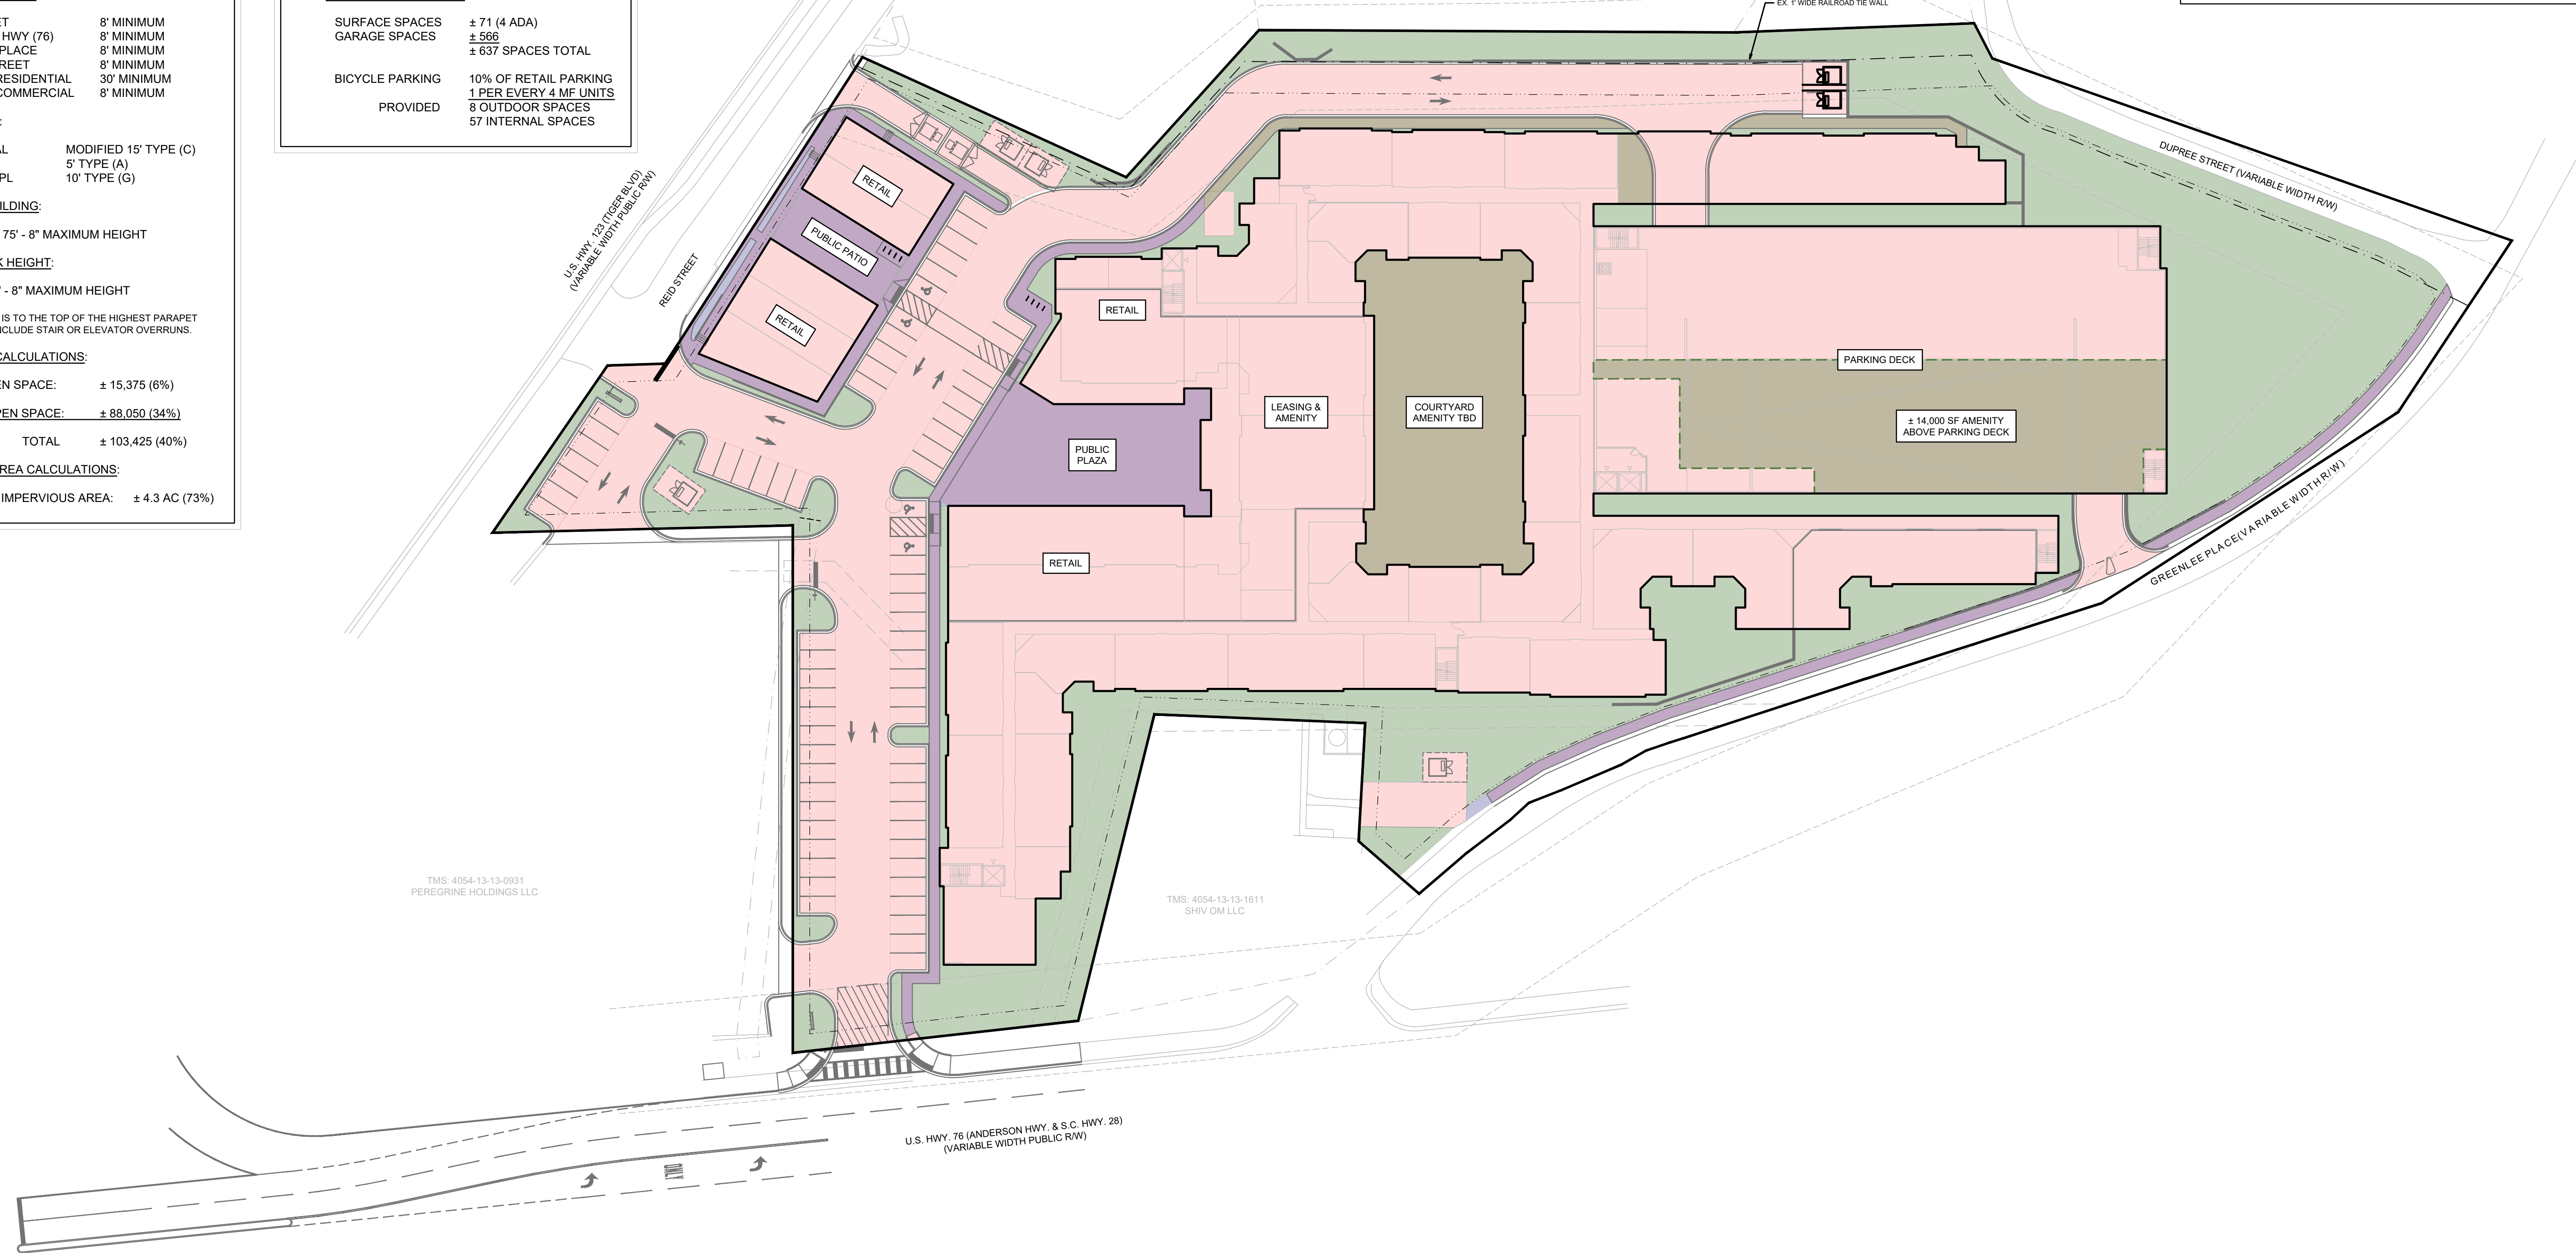 ET 8' MINIMUM
HWY (76) 8' MINIMUM
PLACE 8' MINIMUM
REET 8' MINIMUM
RESIDENTIAL 30' MINIMUM
COMMERCIAL 8' MINIMUM
:
AL MODIFIED 15' TYPE (C)
5' TYPE (A)
PL 10' TYPE (G)
ILDING:
75' - 8" MAXIMUM HEIGHT
K HEIGHT:
' - 8" MAXIMUM HEIGHT
IS TO THE TOP OF THE HIGHEST PARAPET
NCLUDE STAIR OR ELEVATOR OVERRUNS.
CALCULATIONS:
EN SPACE: ± 15,375 (6%)
PEN SPACE: ± 88,050 (34%)
TOTAL ± 103,425 (40%)
REA CALCULATIONS:
IMPERVIOUS AREA: ± 4.3 AC (73%)
SURFACE SPACES ± 71 (4 ADA)
GARAGE SPACES ± 566
± 637 SPACES TOTAL
BICYCLE PARKING 10% OF RETAIL PARKING
1 PER EVERY 4 MF UNITS
PROVIDED 8 OUTDOOR SPACES
57 INTERNAL SPACES
EX. 1' WIDE RAILROAD TIE WALL
U.S. HWY. 123 (TIGER BLVD)
(VARIABLE WIDTH PUBLIC R/W)
REID STREET
RETAIL
PUBLIC PATIO
RETAIL
DUPREE STREET (VARIABLE WIDTH R/W)
RETAIL
PARKING DECK
LEASING &
AMENITY
COURTYARD
AMENITY TBD
± 14,000 SF AMENITY
ABOVE PARKING DECK
PUBLIC
PLAZA
RETAIL
GREENLEE PLACE(VARIABLE WIDTH R/W)
TMS: 4054-13-13-0931
PEREGRINE HOLDINGS LLC
TMS: 4054-13-13-1611
SHIV OM LLC
U.S. HWY. 76 (ANDERSON HWY. & S.C. HWY. 28)
(VARIABLE WIDTH PUBLIC R/W)